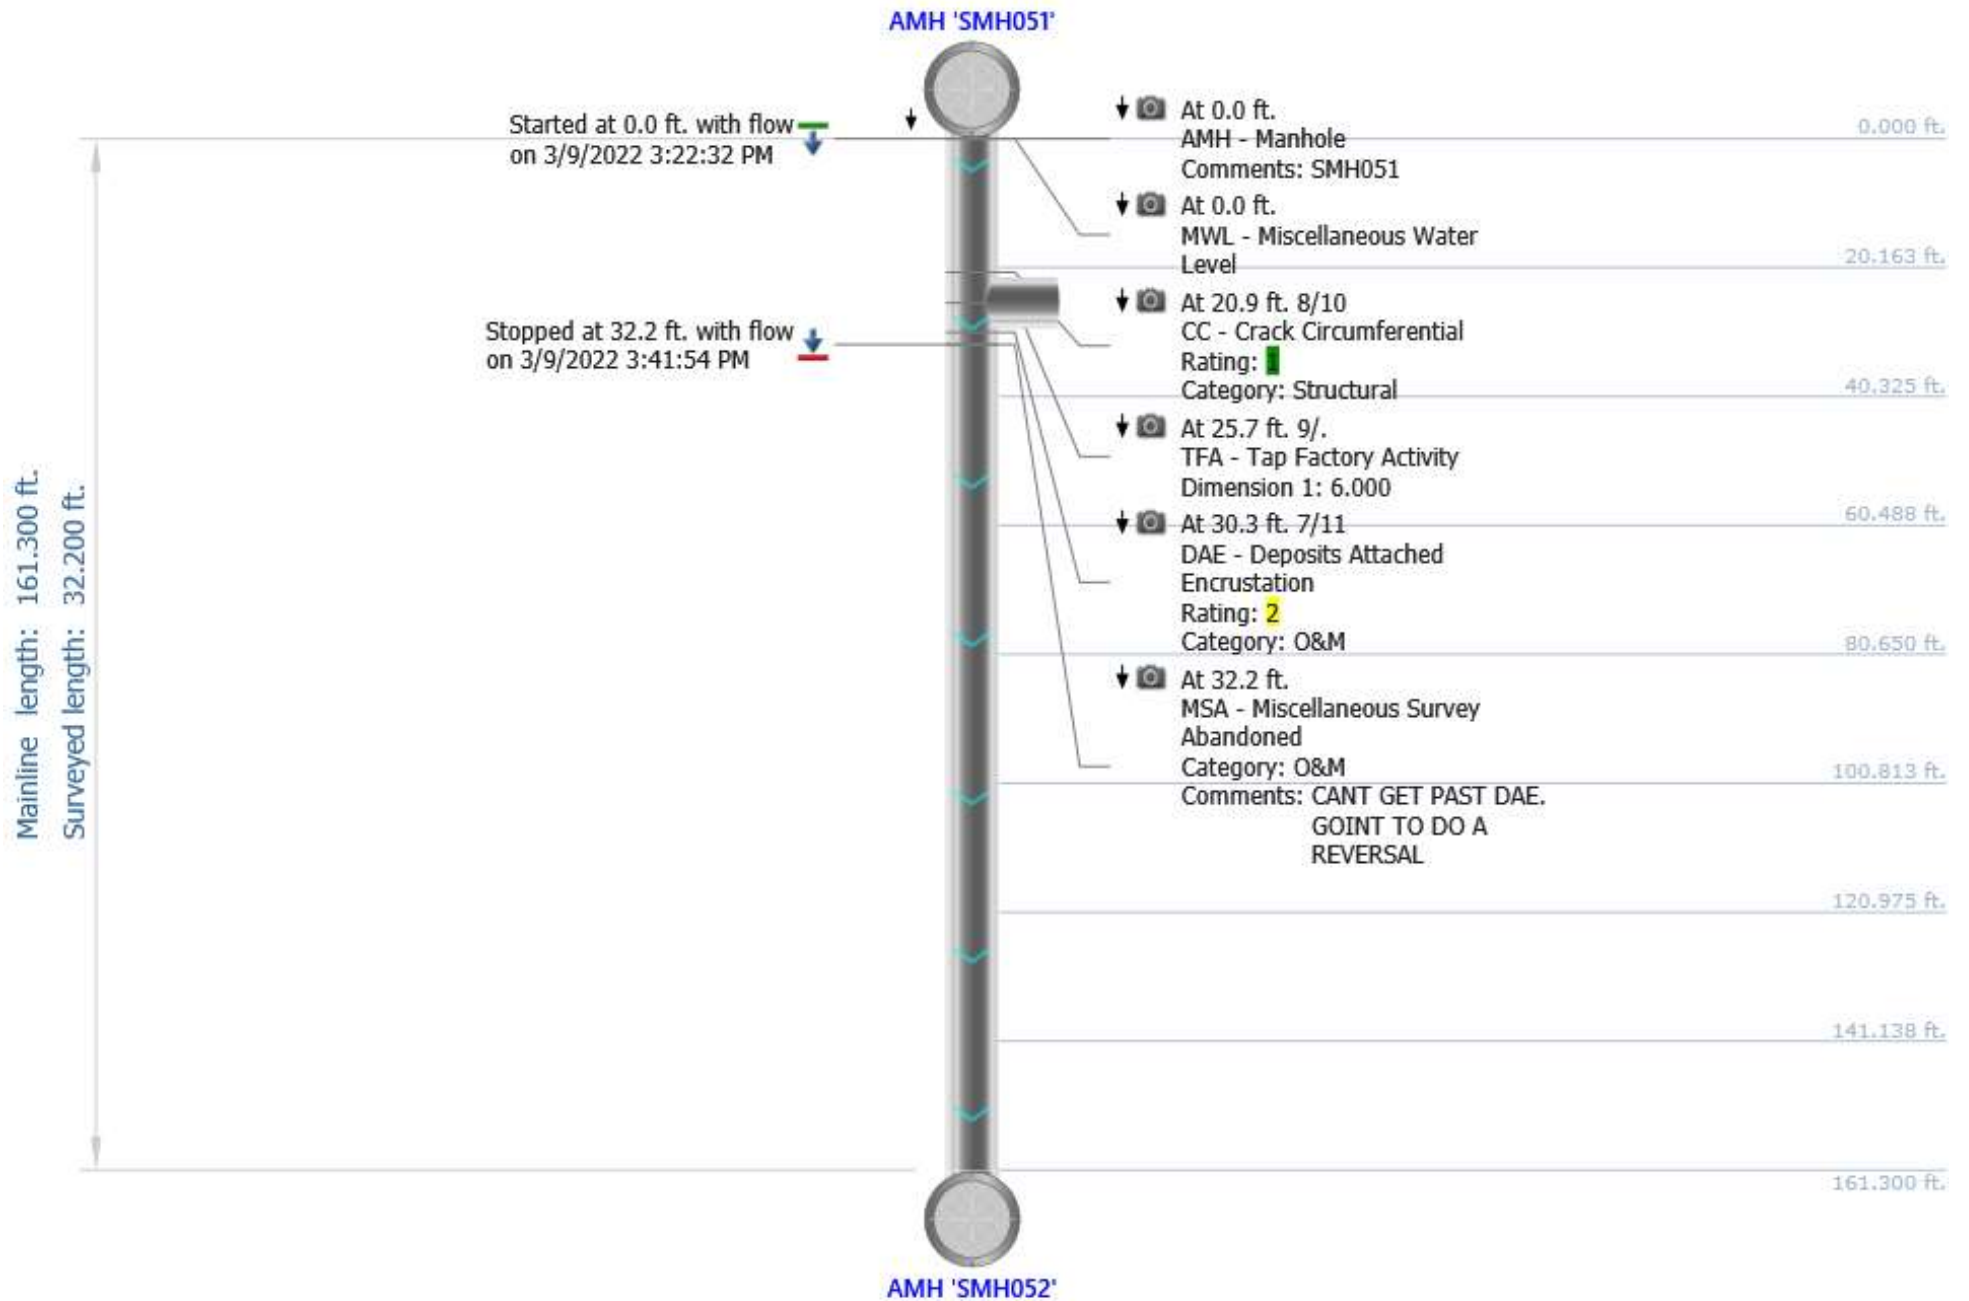 AMH 'SMH051'
Started at 0.0 ft. with flow
on 3/9/2022 3:22:32 PM
At 0.0 ft.
AMH - Manhole
Comments: SMH051
0.000 ft.
At 0.0 ft.
MWL - Miscellaneous Water
Level
20.163 ft.
At 20.9 ft. 8/10
CC - Crack Circumferential
Rating: 1
Category: Structural
Stopped at 32.2 ft. with flow
on 3/9/2022 3:41:54 PM
40.325 ft.
At 25.7 ft. 9/.
TFA - Tap Factory Activity
Dimension 1: 6.000
60.488 ft.
At 30.3 ft. 7/11
DAE - Deposits Attached
Encrustation
Rating: 2
Category: O&M
80.650 ft.
Mainline length: 161.300 ft.
Surveyed length: 32.200 ft.
At 32.2 ft.
MSA - Miscellaneous Survey
Abandoned
Category: O&M
100.813 ft.
Comments: CANT GET PAST DAE.
GOINT TO DO A
REVERSAL
120.975 ft.
141.138 ft.
161.300 ft.
AMH 'SMH052'